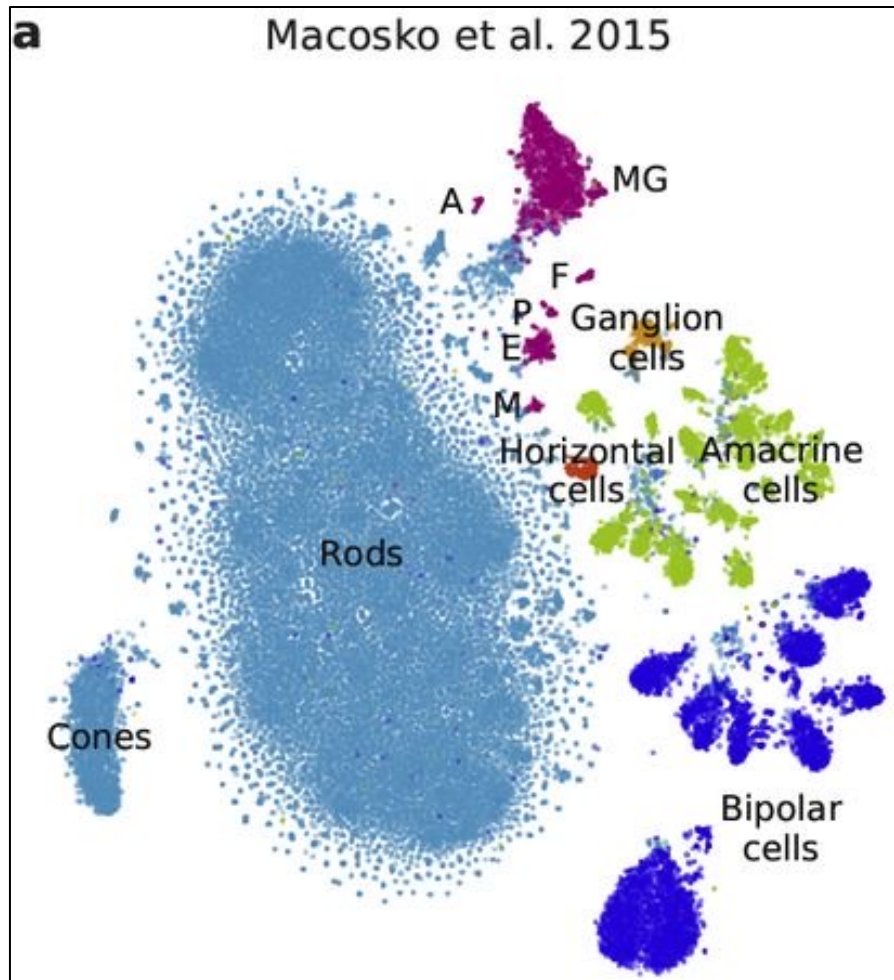 a
Macosko et al. 2015
MG
A
F
P
Ganglion
cells
E
M
Horizontal
cells
Amacrine
cells
Rods
Cones
Bipolar
cells